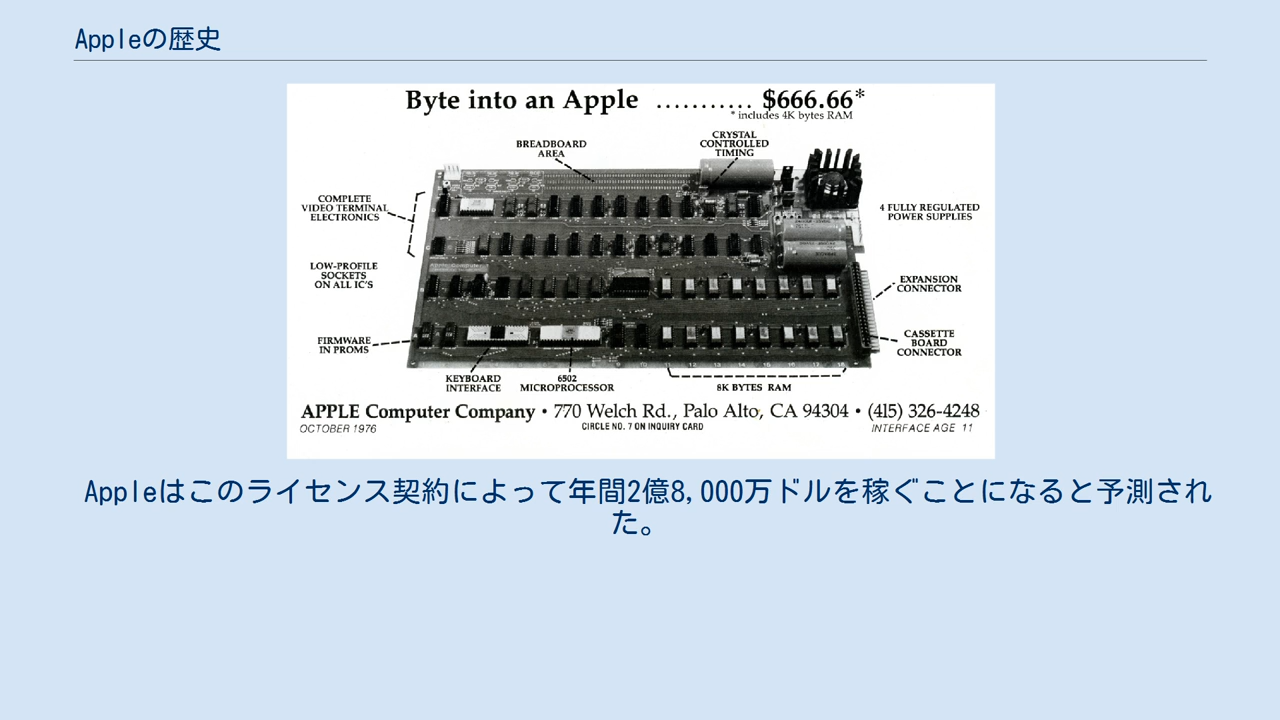 Appleの歴史
Byte into an Apple ........... $666.66*
* includes 4K bytes RAM
BREADBOARD
AREA
CRYSTAL
CONTROLLED
TIMING
COMPLETE
VIDEO TERMINAL
ELECTRONICS
4 FULLY REGULATED
POWER SUPPLIES
LOW-PROFILE
SOCKETS
ON ALL IC'S
EXPANSION
CONNECTOR
FIRMWARE
IN PROMS
CASSETTE
BOARD
CONNECTOR
KEYBOARD
INTERFACE
6502
MICROPROCESSOR
8K BYTES RAM
APPLE Computer Company • 770 Welch Rd., Palo Alto, CA 94304 • (415) 326-4248
OCTOBER 1976
CIRCLE NO. 7 ON INQUIRY CARD
INTERFACE AGE 11
Appleはこのライセンス契約によって年間2億8,000万ドルを稼ぐことになると予測され
た。